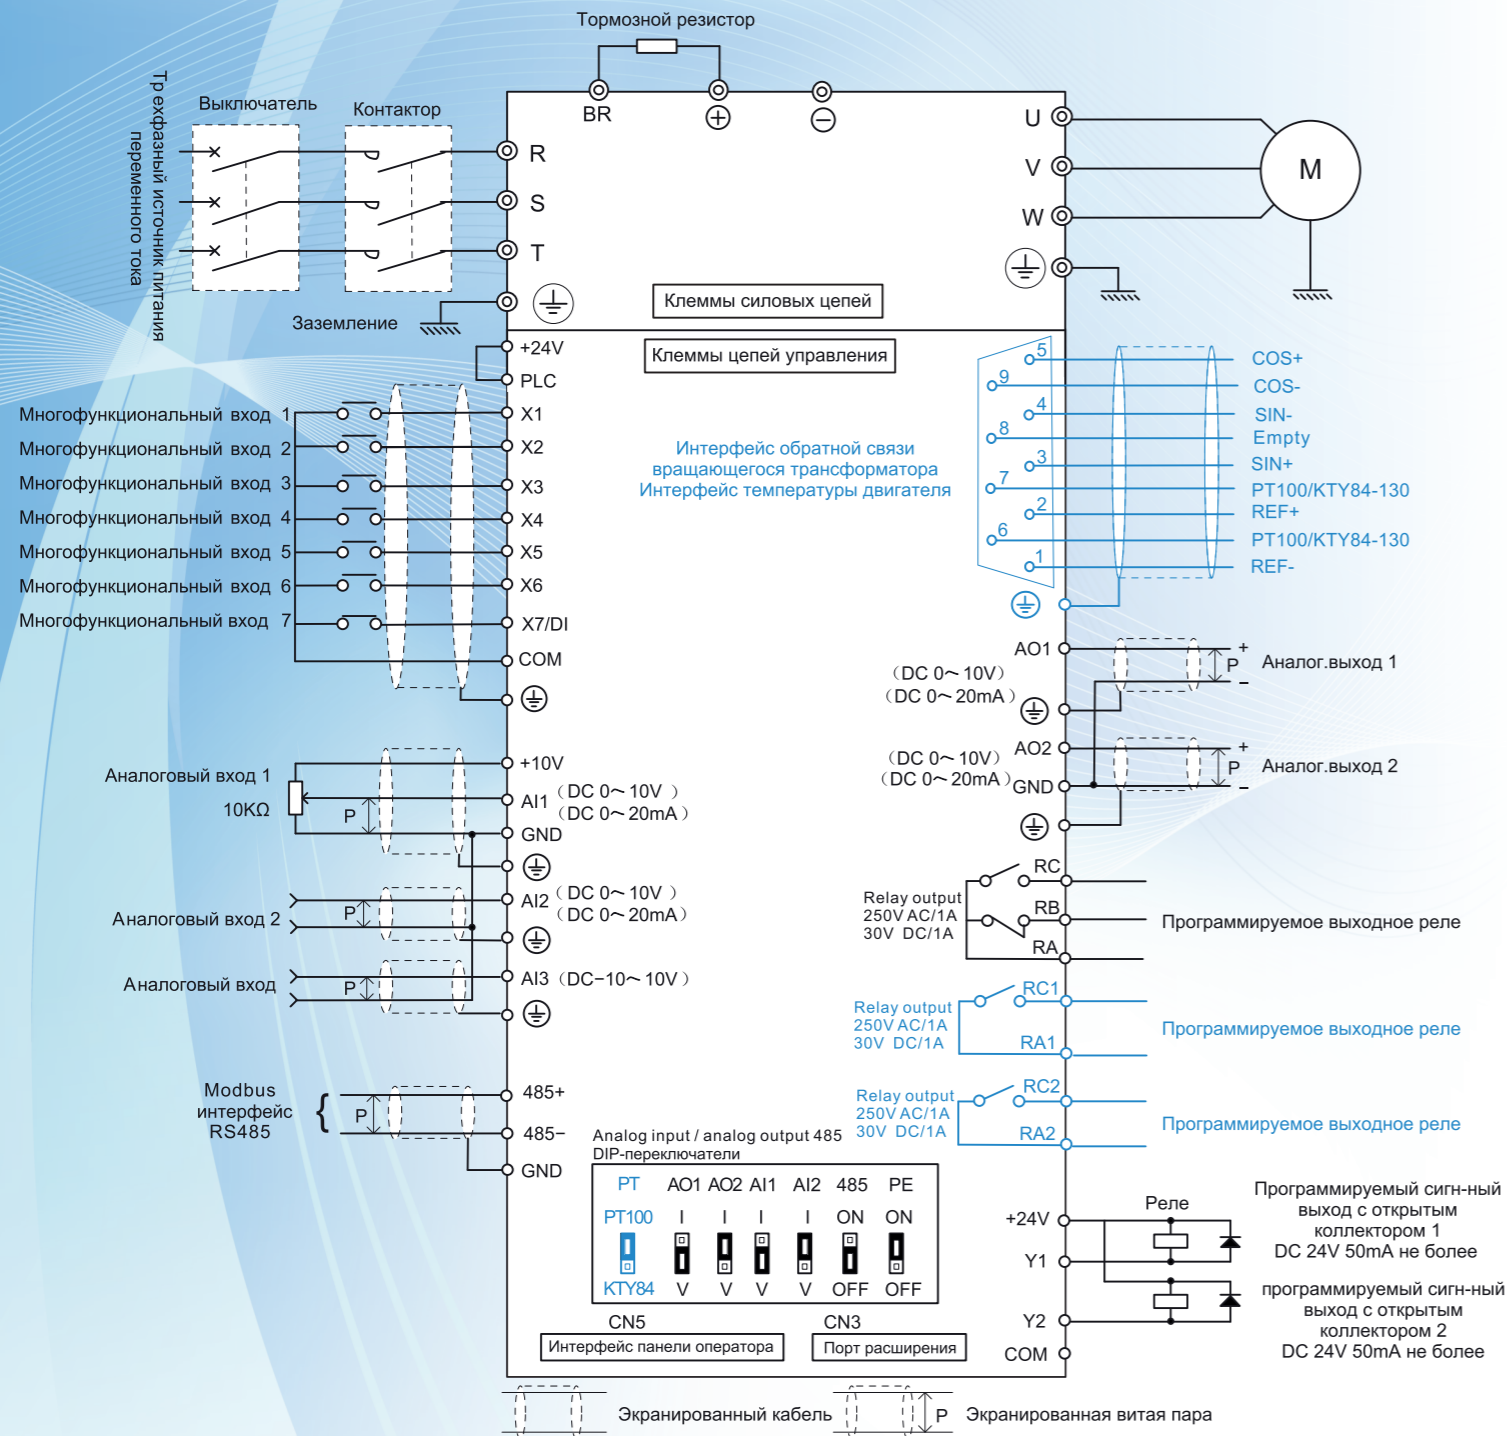 Тормозной резистор
BR
+
−
Трехфазный источник питания
переменного тока
Выключатель
Контактор
R
S
T
U
V
W
M
Клеммы силовых цепей
Заземление
+24V
PLC
Клеммы цепей управления
Многофункциональный вход 1
X1
Многофункциональный вход 2
X2
Многофункциональный вход 3
X3
Многофункциональный вход 4
X4
Многофункциональный вход 5
X5
Многофункциональный вход 6
X6
Многофункциональный вход 7
X7/DI
COM
Интерфейс обратной связи
вращающегося трансформатора
Интерфейс температуры двигателя
5 COS+
9 COS-
4 SIN-
8 Empty
3 SIN+
7 PT100/KTY84-130
2 REF+
6 PT100/KTY84-130
1 REF-
AO1
(DC 0～10V)
(DC 0～20mA)
P
+
−
Аналог.выход 1
AO2
(DC 0～10V)
(DC 0～20mA)
GND
P
+
−
Аналог.выход 2
Аналоговый вход 1
10KΩ
P
+10V
AI1 (DC 0～10V)
(DC 0～20mA)
GND
Аналоговый вход 2
P
AI2 (DC 0～10V)
(DC 0～20mA)
Аналоговый вход
P
AI3 (DC−10～10V)
Relay output
250V AC/1A
30V DC/1A
RC
RB
RA
Программируемое выходное реле
Relay output
250V AC/1A
30V DC/1A
RC1
RA1
Программируемое выходное реле
Relay output
250V AC/1A
30V DC/1A
RC2
RA2
Программируемое выходное реле
Modbus
интерфейс
RS485
{
P
485+
485−
GND
Analog input / analog output 485
DIP-переключатели
PT AO1 AO2 AI1 AI2 485 PE
PT100 I I I I ON ON
KTY84 V V V V OFF OFF
CN5
Интерфейс панели оператора
CN3
Порт расширения
+24V
Y1
Y2
COM
Реле
Программируемый сигн-ный
выход с открытым
коллектором 1
DC 24V 50mA не более
программируемый сигн-ный
выход с открытым
коллектором 2
DC 24V 50mA не более
Экранированный кабель
P
Экранированная витая пара